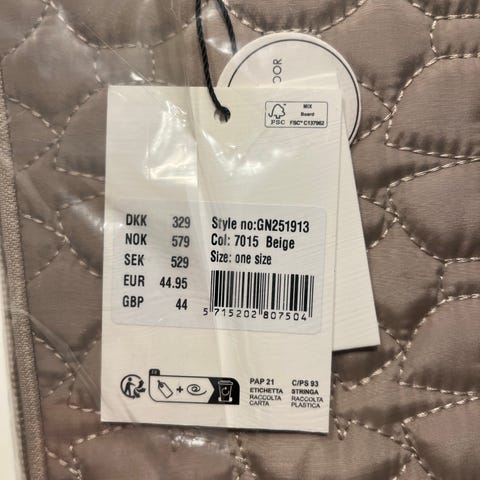 OOR
MIX
Board
FSC
FSC® C137962
DKK 329
NOK 579
SEK 529
EUR 44.95
GBP 44
Style no:GN251913
Col: 7015 Beige
Size: one size
5 715202 807504
FR
+
PAP 21
ETICHETTA
RACCOLTA
CARTA
C/PS 93
STRINGA
RACCOLTA
PLASTICA